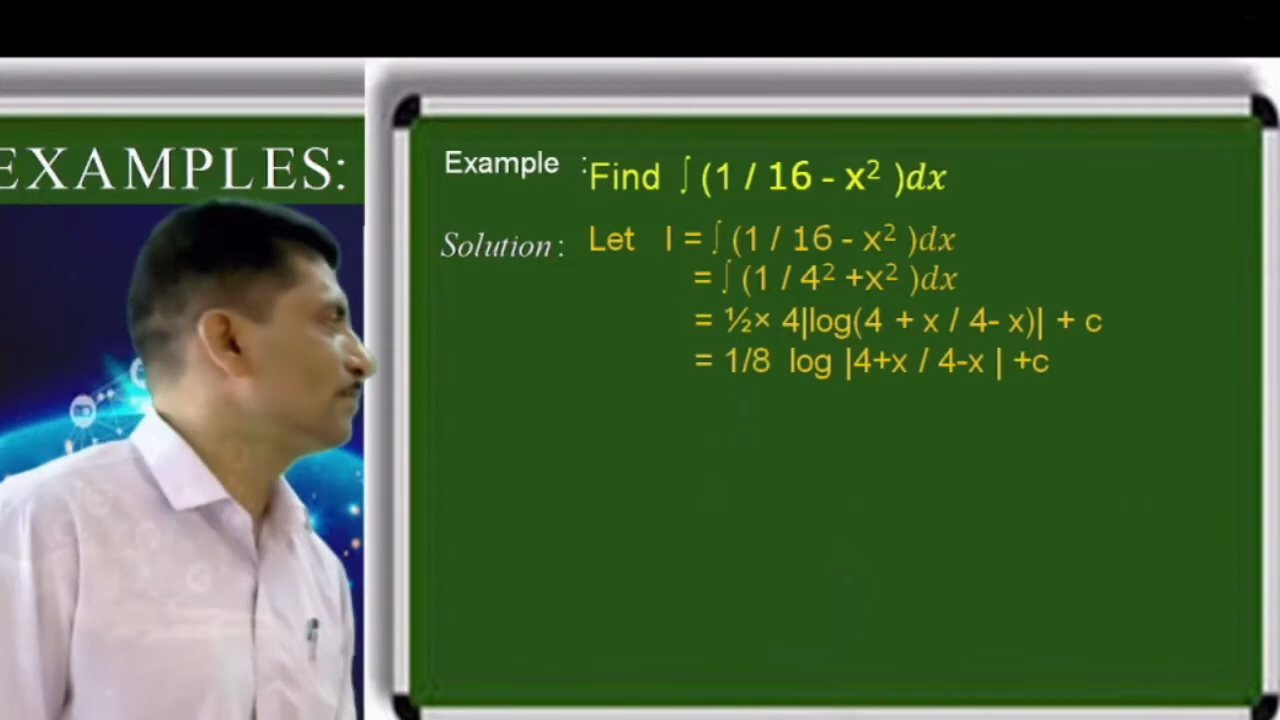 EXAMPLES:
Example : Find ∫ (1 / 16 - x² )dx
Solution : Let I = ∫ (1 / 16 - x² )dx
= ∫ (1 / 4² +x² )dx
= ½× 4|log(4 + x / 4- x)| + c
= 1/8 log |4+x / 4-x | +c